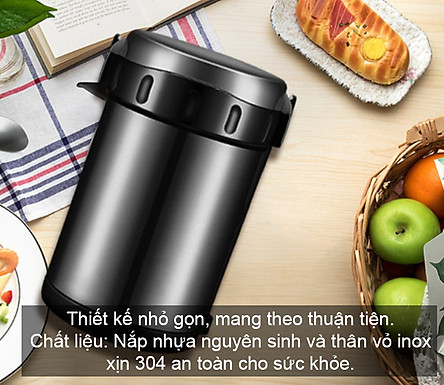 Thiết kế nhỏ gọn, mang theo thuận tiện.
Chất liệu: Nắp nhựa nguyên sinh và thân vỏ inox
xịn 304 an toàn cho sức khỏe.